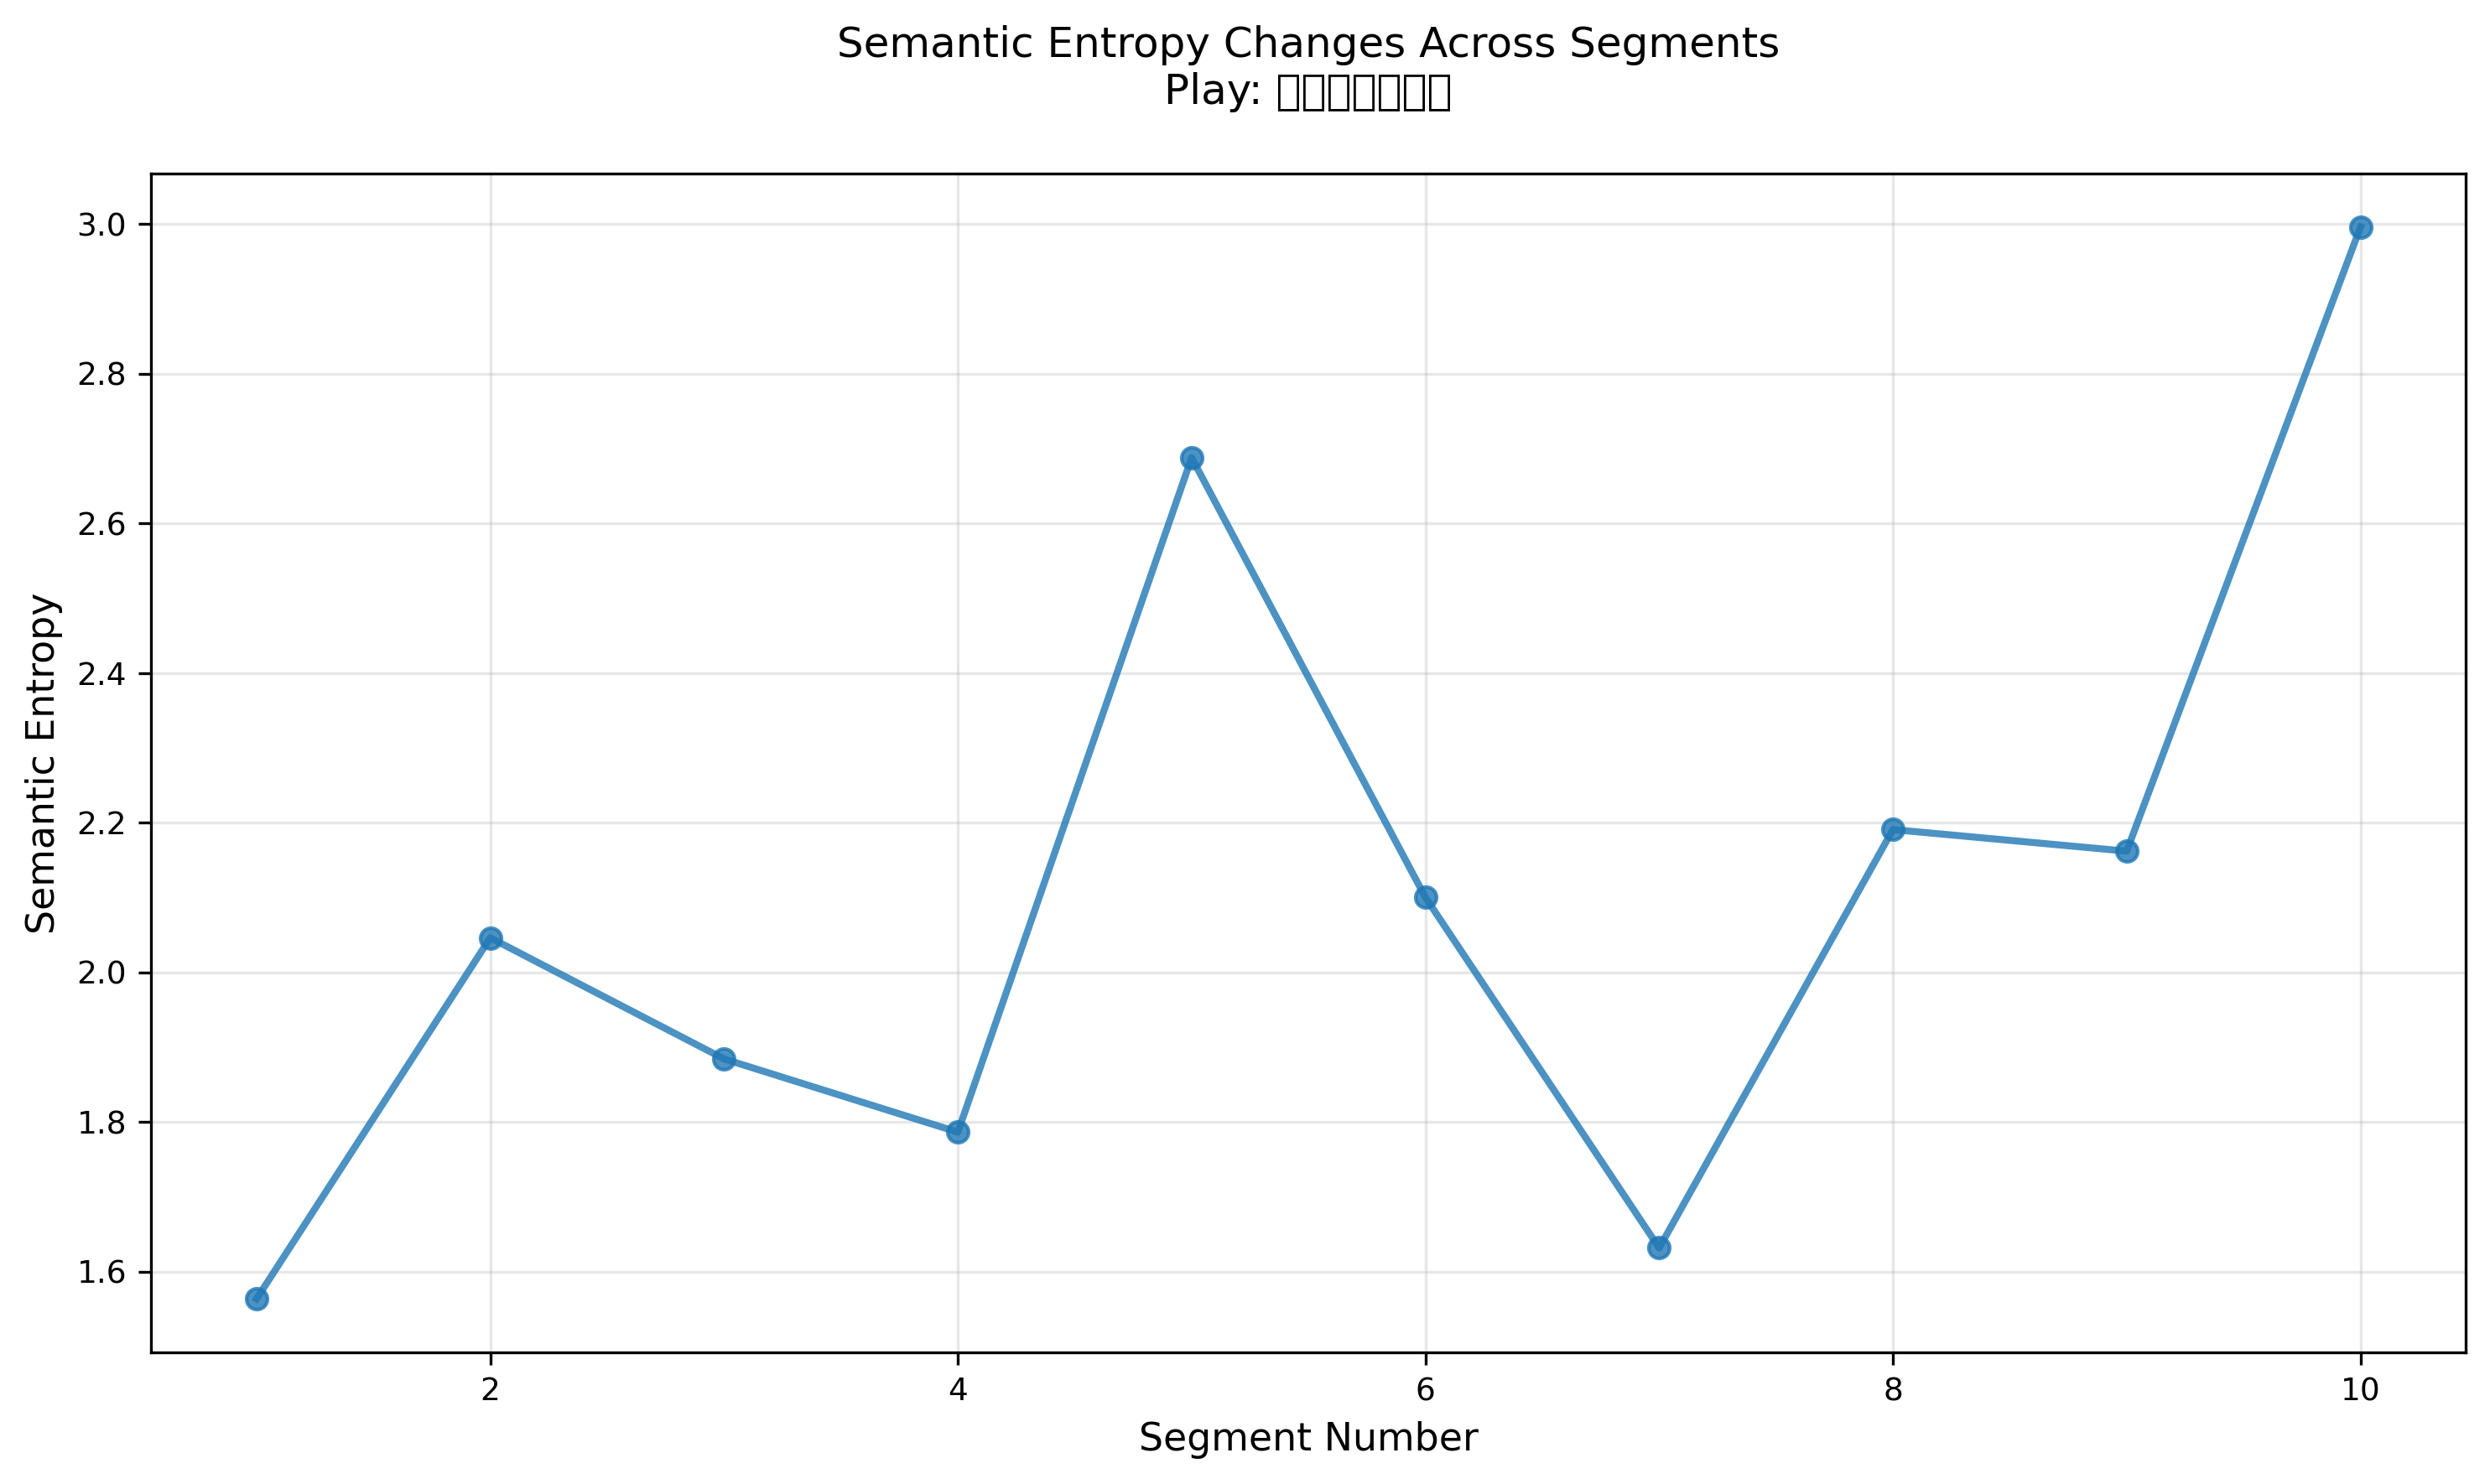 Semantic Entropy Changes Across Segments
Play: □□□□□□□
3.0
2.8
2.6
2.4
2.2
2.0
1.8
1.6
Semantic Entropy
2 4 6 8 10
Segment Number